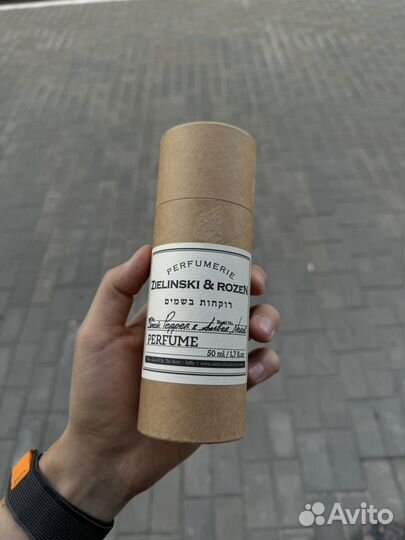 PERFUMERIE
ZIELINSKI & ROZEN
רוקחות בשמים
Black Pepper & Amber, Neroli
PERFUME
50 ml / 1,7 fl.oz
Avito